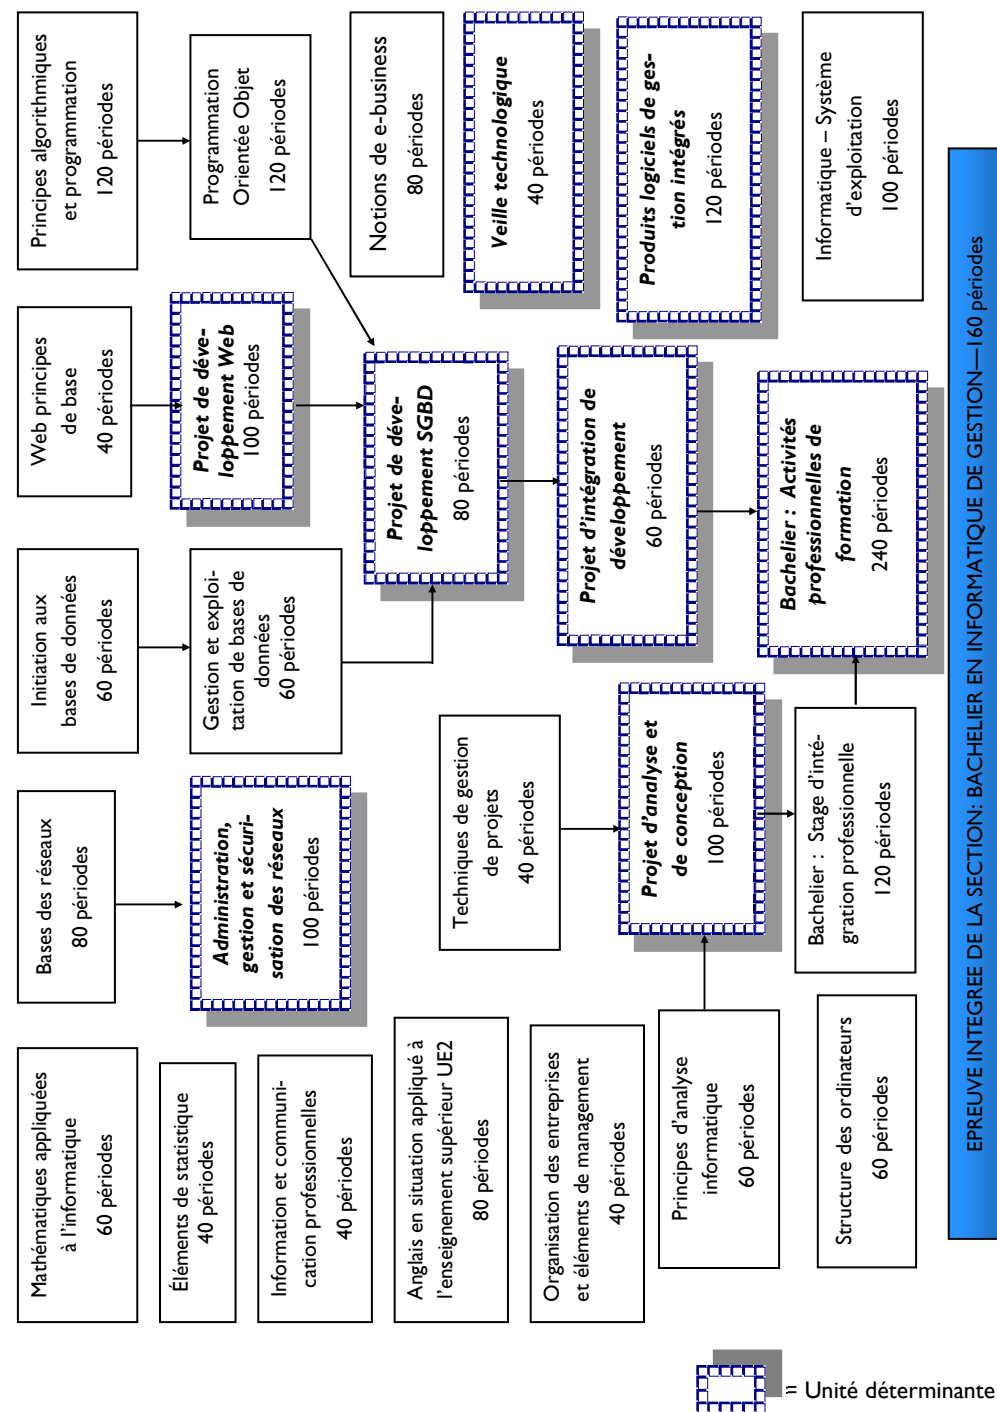 Mathématiques appliquées
à l'informatique
60 périodes
Éléments de statistique
40 périodes
Information et communi-
cation professionnelles
40 périodes
Anglais en situation appliqué à
l'enseignement supérieur UE2
80 périodes
Organisation des entreprises
et éléments de management
40 périodes
Principes d'analyse
informatique
60 périodes
Structure des ordinateurs
60 périodes
Bases des réseaux
80 périodes
Administration,
gestion et sécuri-
sation des réseaux
100 périodes
Techniques de gestion
de projets
40 périodes
Projet d'analyse et
de conception
100 périodes
Bachelier : Stage d'inté-
gration professionnelle
120 périodes
Initiation aux
bases de données
60 périodes
Gestion et exploi-
tation de bases de
données
60 périodes
Web principes
de base
40 périodes
Projet de déve-
loppement Web
100 périodes
Projet de déve-
loppement SGBD
80 périodes
Projet d'intégration de
développement
60 périodes
Bachelier : Activités
professionnelles de
formation
240 périodes
Principes algorithmiques
et programmation
120 périodes
Programmation
Orientée Objet
120 périodes
Notions de e-business
80 périodes
Veille technologique
40 périodes
Produits logiciels de ges-
tion intégrés
120 périodes
Informatique – Système
d'exploitation
100 périodes
EPREUVE INTEGREE DE LA SECTION: BACHELIER EN INFORMATIQUE DE GESTION—160 périodes
= Unité déterminante